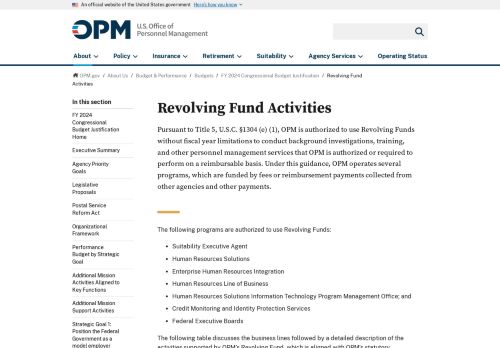 An official website of the United States government Here's how you know
OPM U.S. Office of
Personnel Management
About Policy Insurance Retirement Suitability Agency Services Operating Status
OPM.gov / About Us / Budget & Performance / Budgets / FY 2024 Congressional Budget Justification / Revolving Fund
Activities
In this section
FY 2024
Congressional
Budget Justification
Home
Executive Summary
Agency Priority
Goals
Legislative
Proposals
Postal Service
Reform Act
Organizational
Framework
Performance
Budget by Strategic
Goal
Additional Mission
Activities Aligned to
Key Functions
Additional Mission
Support Activities
Strategic Goal 1:
Position the Federal
Government as a
model employer
Revolving Fund Activities
Pursuant to Title 5, U.S.C. §1304 (e) (1), OPM is authorized to use Revolving Funds
without fiscal year limitations to conduct background investigations, training,
and other personnel management services that OPM is authorized or required to
perform on a reimbursable basis. Under this guidance, OPM operates several
programs, which are funded by fees or reimbursement payments collected from
other agencies and other payments.
The following programs are authorized to use Revolving Funds:
• Suitability Executive Agent
• Human Resources Solutions
• Enterprise Human Resources Integration
• Human Resources Line of Business
• Human Resources Solutions Information Technology Program Management Office; and
• Credit Monitoring and Identity Protection Services
• Federal Executive Boards
The following table discusses the business lines followed by a detailed description of the
activities supported by OPM's Revolving Fund, which is aligned with OPM's statutory